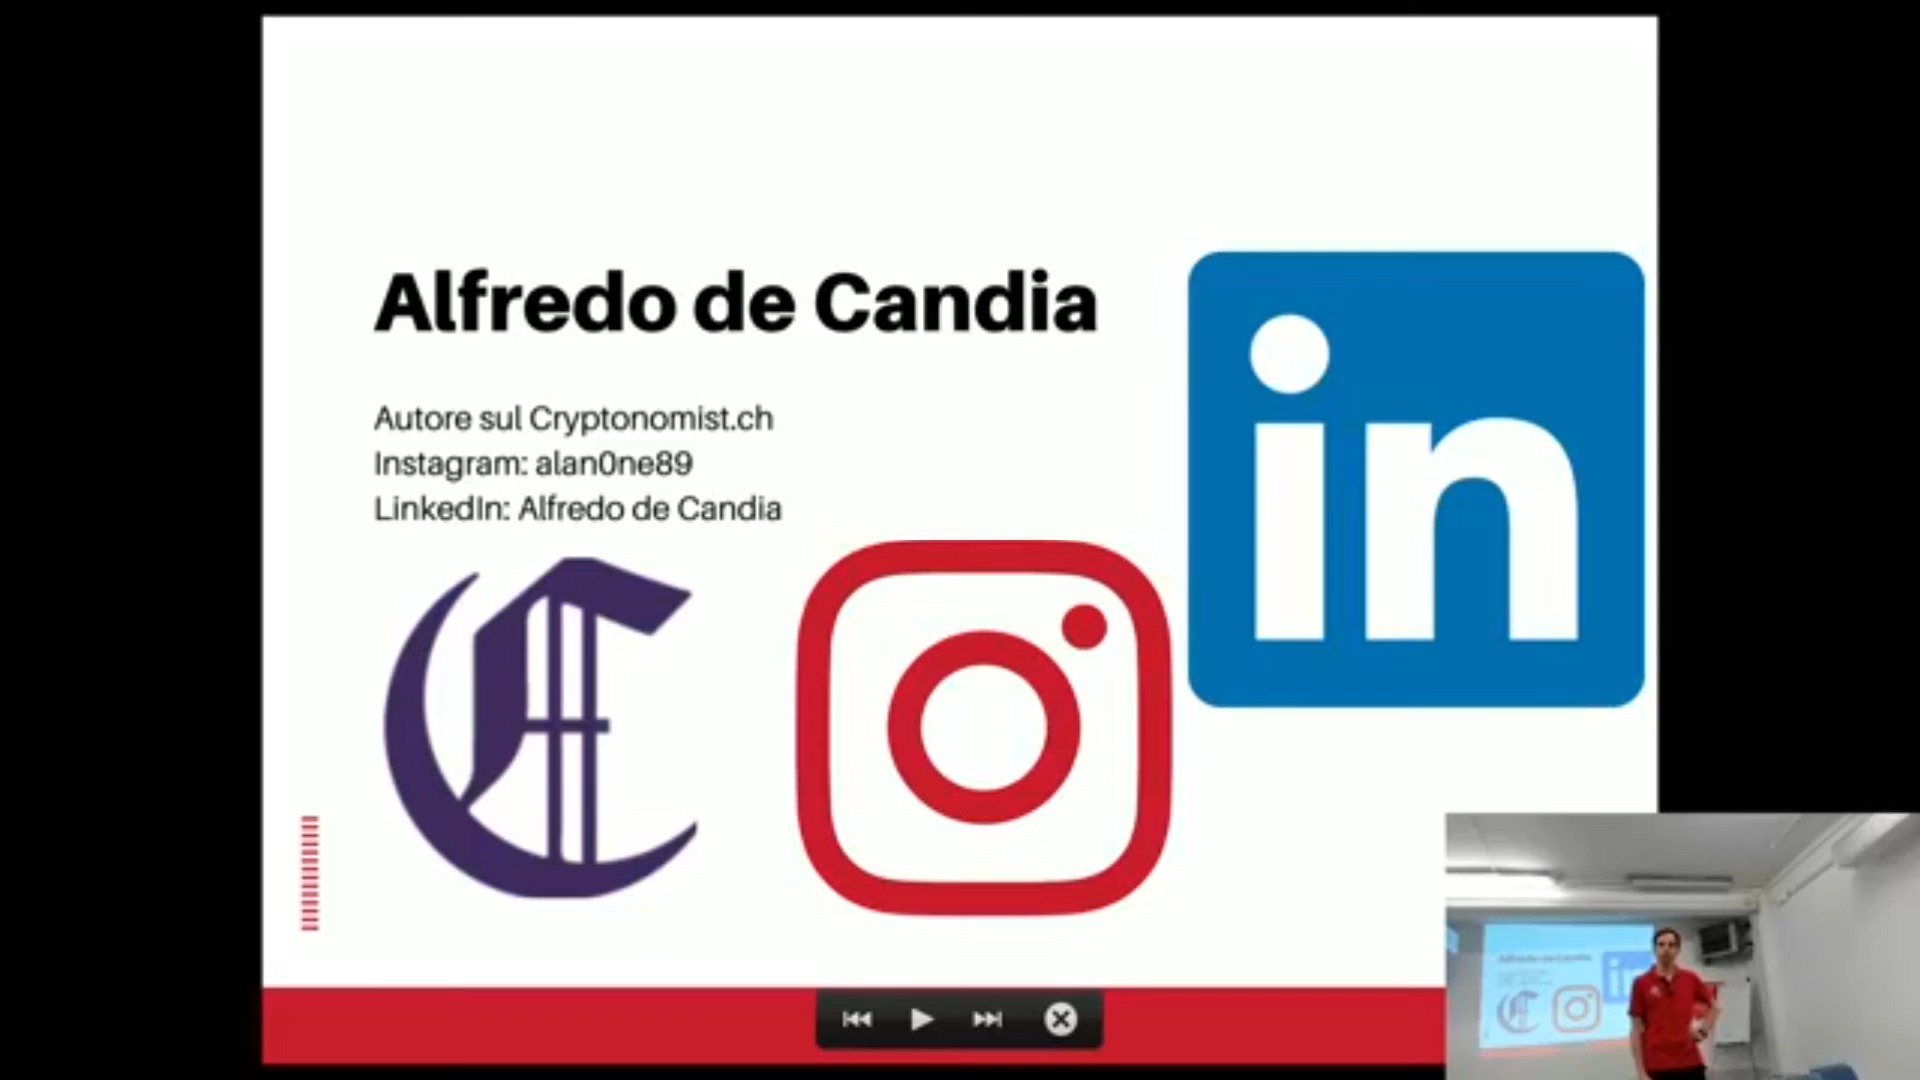 Alfredo de Candia
Autore sul Cryptonomist.ch
Instagram: alan0ne89
LinkedIn: Alfredo de Candia
in